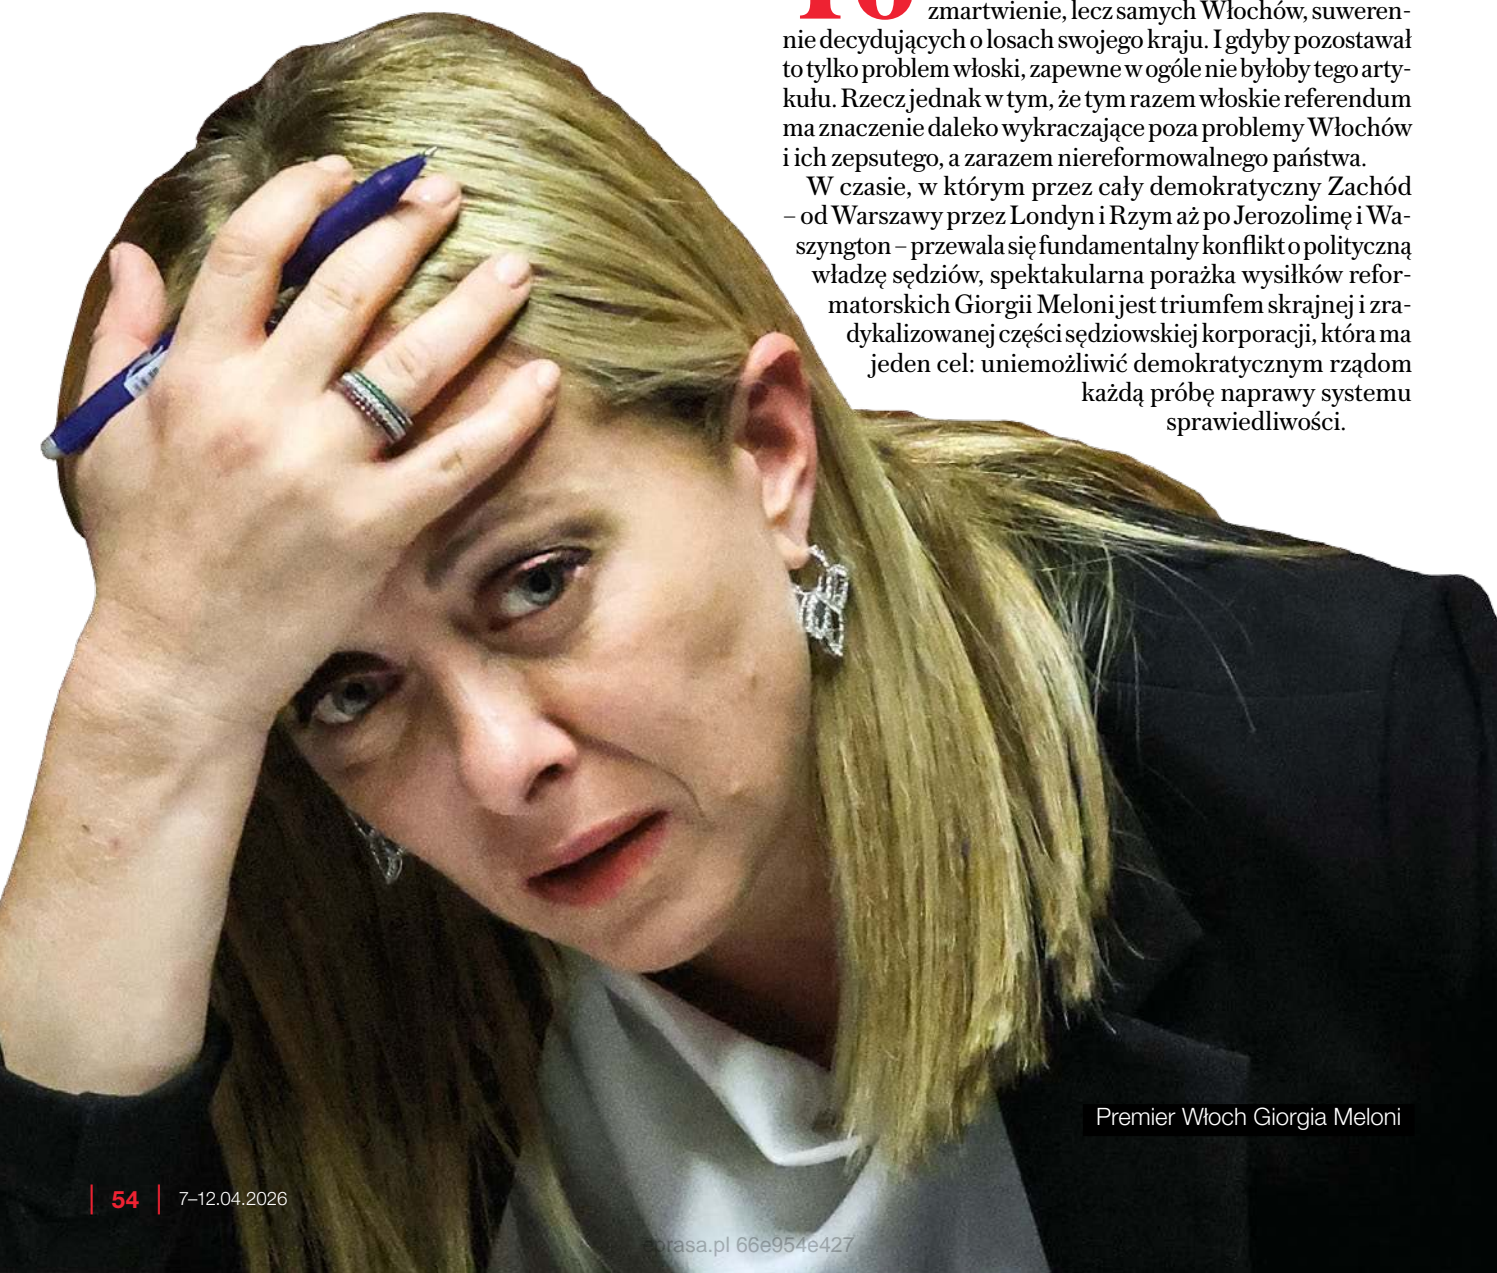 To zmartwienie, lecz samych Włochów, suweren-
nie decydujących o losach swojego kraju. I gdyby pozostawał
to tylko problem włoski, zapewne w ogóle nie byłoby tego arty-
kułu. Rzecz jednak w tym, że tym razem włoskie referendum
ma znaczenie daleko wykraczające poza problemy Włochów
i ich zepsutego, a zarazem niereformowalnego państwa.
W czasie, w którym przez cały demokratyczny Zachód
– od Warszawy przez Londyn i Rzym aż po Jerozolimę i Wa-
szyngton – przewala się fundamentalny konflikt o polityczną
władzę sędziów, spektakularna porażka wysiłków refor-
matorskich Giorgii Meloni jest triumfem skrajnej i zra-
dykalizowanej części sędziowskiej korporacji, która ma
jeden cel: uniemożliwić demokratycznym rządom
każdą próbę naprawy systemu
sprawiedliwości.
Premier Włoch Giorgia Meloni
| 54 | 7–12.04.2026
eprasa.pl 66e954e427